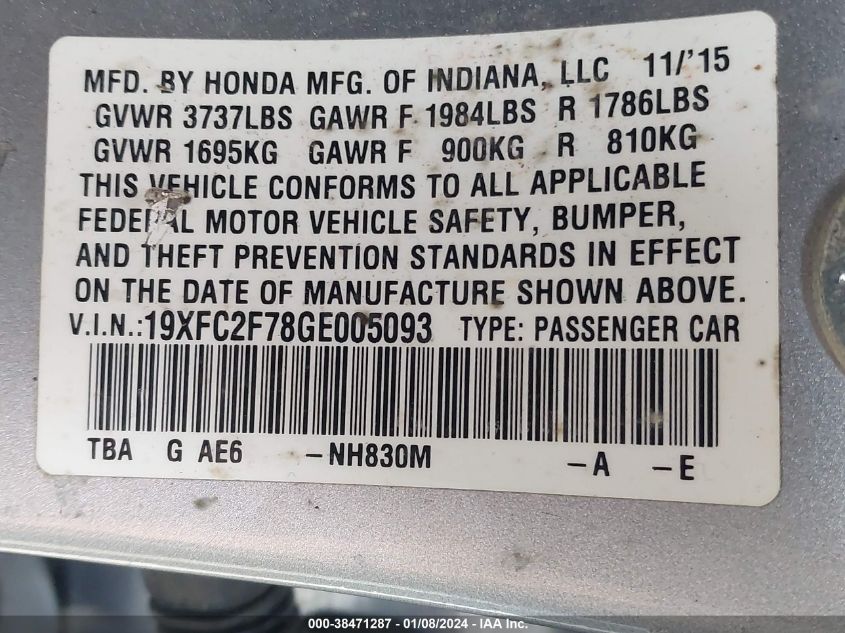 MFD. BY HONDA MFG. OF INDIANA, LLC 11/'15
GVWR 3737LBS GAWR F 1984LBS R 1786LBS
GVWR 1695KG GAWR F 900KG R 810KG
THIS VEHICLE CONFORMS TO ALL APPLICABLE
FEDERAL MOTOR VEHICLE SAFETY, BUMPER,
AND THEFT PREVENTION STANDARDS IN EFFECT
ON THE DATE OF MANUFACTURE SHOWN ABOVE.
V.I.N.:19XFC2F78GE005093 TYPE: PASSENGER CAR
TBA G AE6 -NH830M -A -E
000-38471287 - 01/08/2024 - IAA Inc.